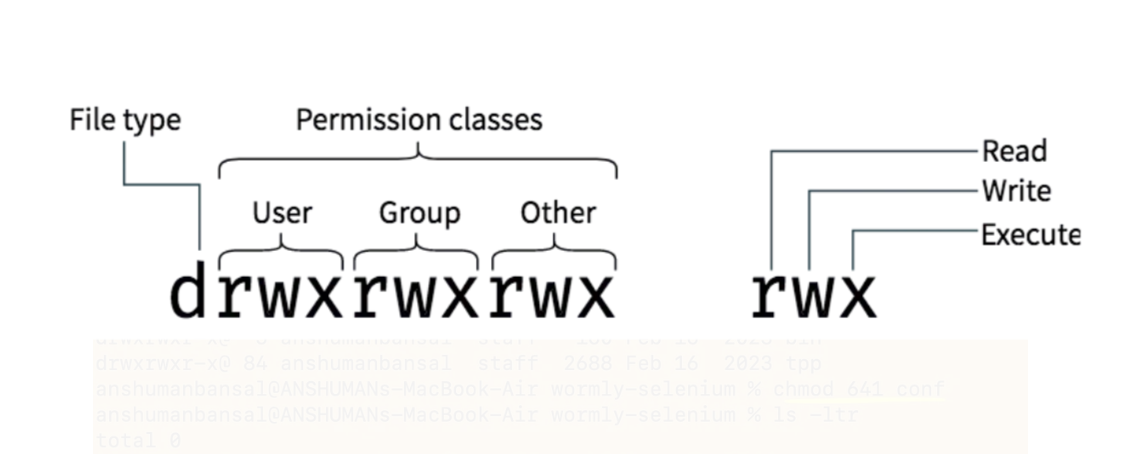 File type
Permission classes
Read
Write
User Group Other
Execute
drwxrwxrwx rwx
drwxrwxr-x@ 84 anshumanbansal staff 2688 Feb 16 2023 tpp
anshumanbansal@ANSHUMANs-MacBook-Air wormly-selenium % chmod 641 conf
anshumanbansal@ANSHUMANs-MacBook-Air wormly-selenium % ls -ltr
total 0